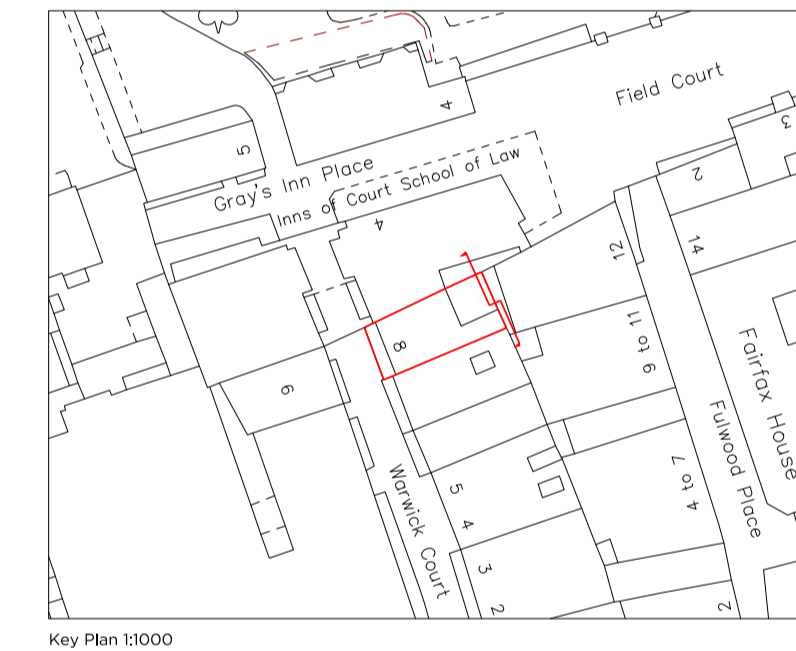 4
Field Court
3
5
Gray's Inn Place
Inns of Court School of Law
2
4
12
14
8
9 to 11
Fairfax House
9
Fulwood Place
Warwick Court
5
4
4 to 7
3
2
2
Key Plan 1:1000